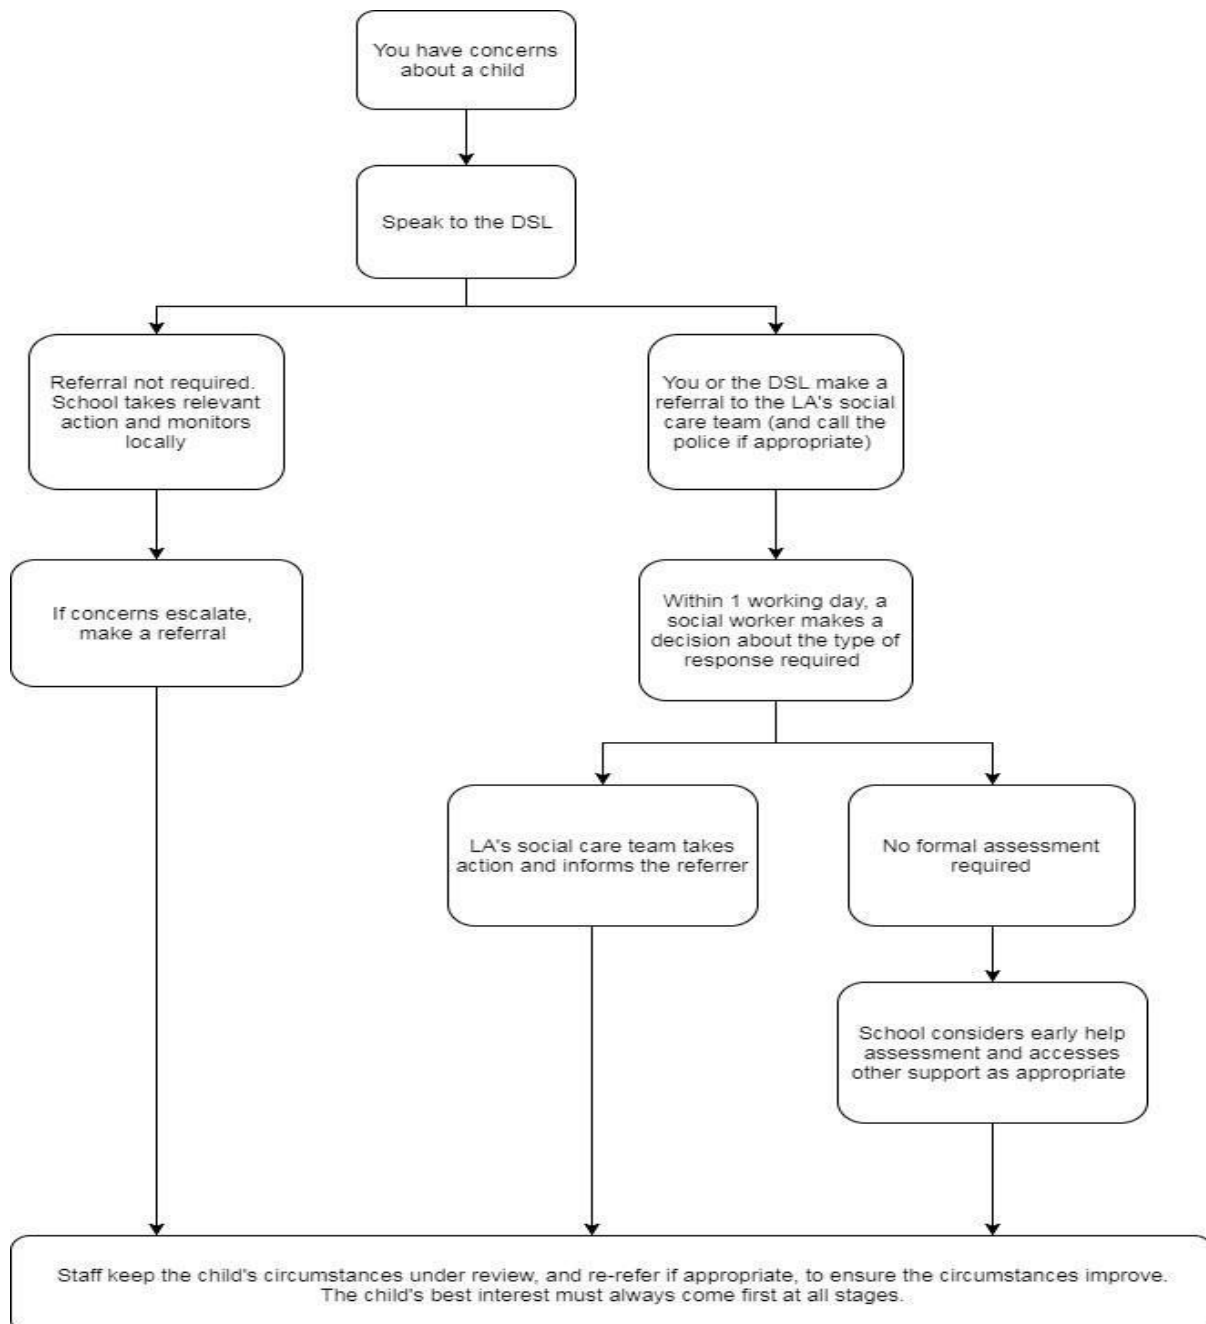 You have concerns
about a child
Speak to the DSL
Referral not required.
School takes relevant
action and monitors
locally
You or the DSL make a
referral to the LA's social
care team (and call the
police if appropriate)
If concerns escalate,
make a referral
Within 1 working day, a
social worker makes a
decision about the type of
response required
LA's social care team takes
action and informs the referrer
No formal assessment
required
School considers early help
assessment and accesses
other support as appropriate
Staff keep the child's circumstances under review, and re-refer if appropriate, to ensure the circumstances improve.
The child's best interest must always come first at all stages.